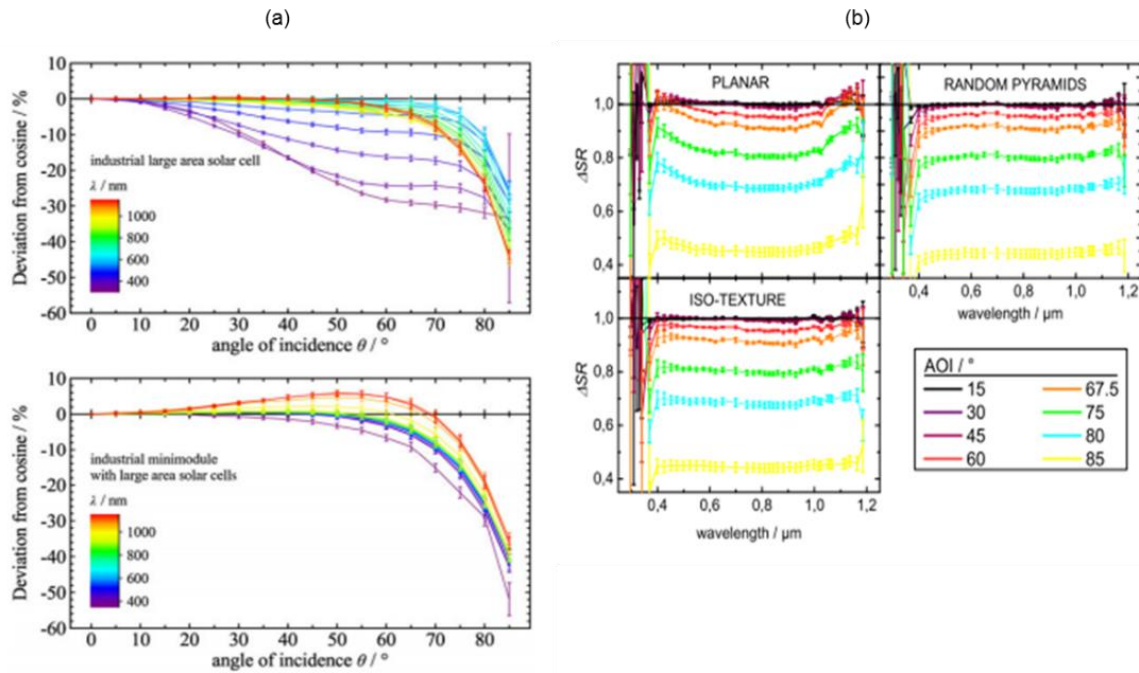 (a)
(b)
10
0
-10
-20
-30
-40
-50
-60
Deviation from cosine / %
industrial large area solar cell
λ / nm
1000
800
600
400
0 10 20 30 40 50 60 70 80
angle of incidence θ / °
10
0
-10
-20
-30
-40
-50
-60
Deviation from cosine / %
industrial minimodule
with large area solar cells
λ / nm
1000
800
600
400
0 10 20 30 40 50 60 70 80
angle of incidence θ / °
PLANAR
RANDOM PYRAMIDS
1,0
0,8
0,6
0,4
ΔSR
0,4 0,6 0,8 1,0 1,2
wavelength / µm
ISO-TEXTURE
1,0
0,8
0,6
0,4
ΔSR
0,4 0,6 0,8 1,0 1,2
wavelength / µm
AOI / °
15 67.5
30 75
45 80
60 85